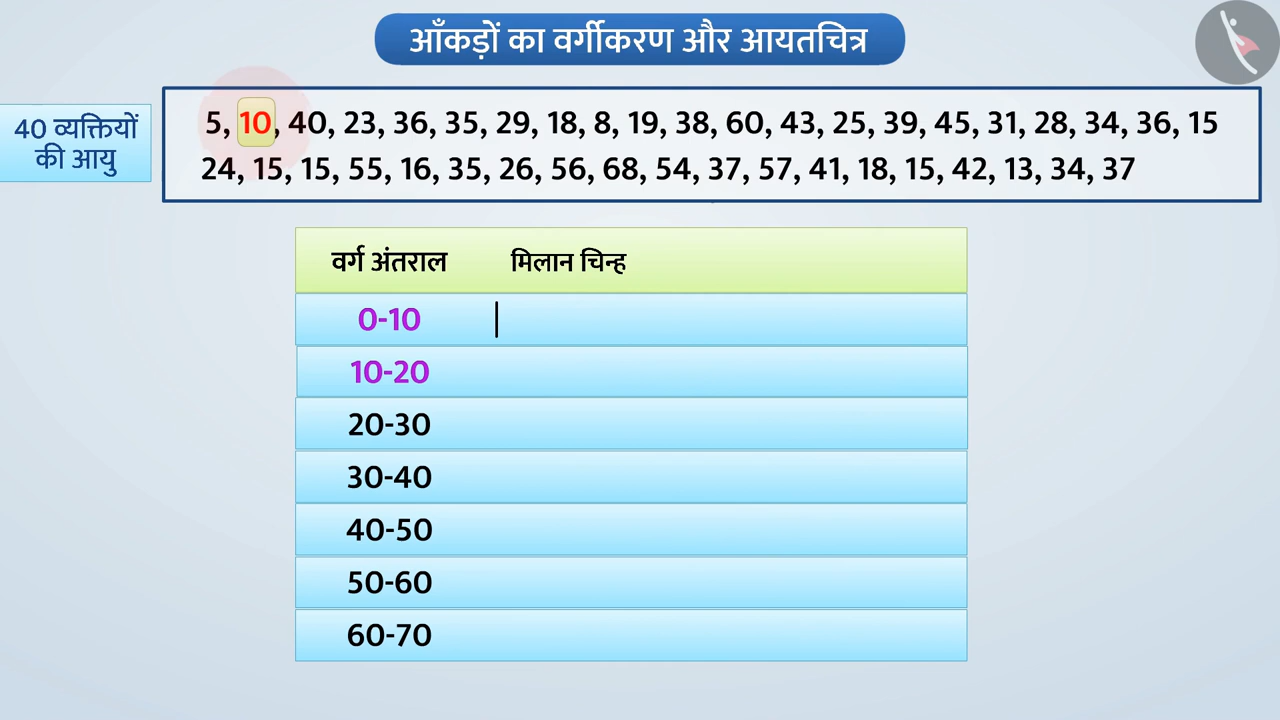 आँकड़ों का वर्गीकरण और आयतचित्र
40 व्यक्तियों
की आयु
5, 10, 40, 23, 36, 35, 29, 18, 8, 19, 38, 60, 43, 25, 39, 45, 31, 28, 34, 36, 15
24, 15, 15, 55, 16, 35, 26, 56, 68, 54, 37, 57, 41, 18, 15, 42, 13, 34, 37
वर्ग अंतराल मिलान चिन्ह
0-10 |
10-20
20-30
30-40
40-50
50-60
60-70